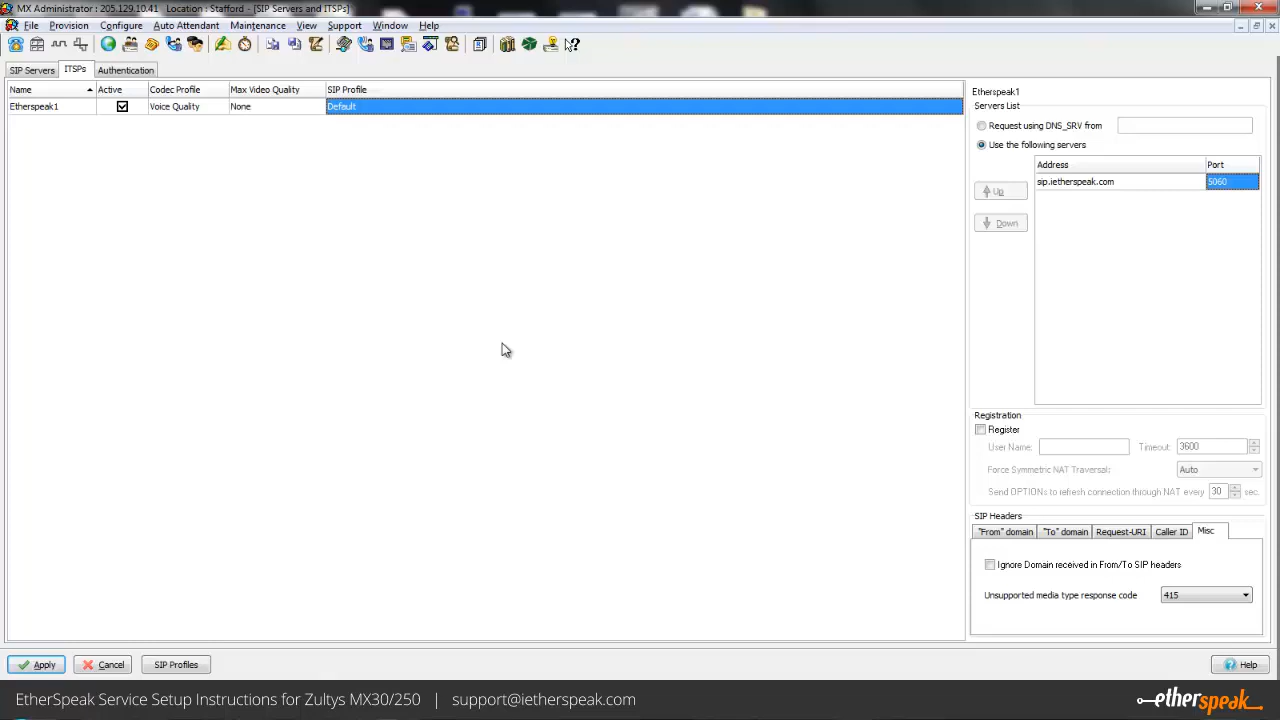 MX Administrator : 205.129.10.41 Location : Stafford - [SIP Servers and ITSPs]
File Provision Configure Auto Attendant Maintenance View Support Window Help
SIP Servers ITSPs Authentication
Name Active Codec Profile Max Video Quality SIP Profile
Etherspeak1 Voice Quality None Default
Etherspeak1
Servers List
Request using DNS_SRV from
Use the following servers
Address Port
sip.ietherspeak.com 5060
Up
Down
Registration
Register
User Name: Timeout: 3600
Force Symmetric NAT Traversal: Auto
Send OPTIONs to refresh connection through NAT every 30 sec.
SIP Headers
"From" domain "To" domain Request-URI Caller ID Misc
Ignore Domain received in From/To SIP headers
Unsupported media type response code 415
Apply Cancel SIP Profiles Help
EtherSpeak Service Setup Instructions for Zultys MX30/250 | support@ietherspeak.com
etherspeak